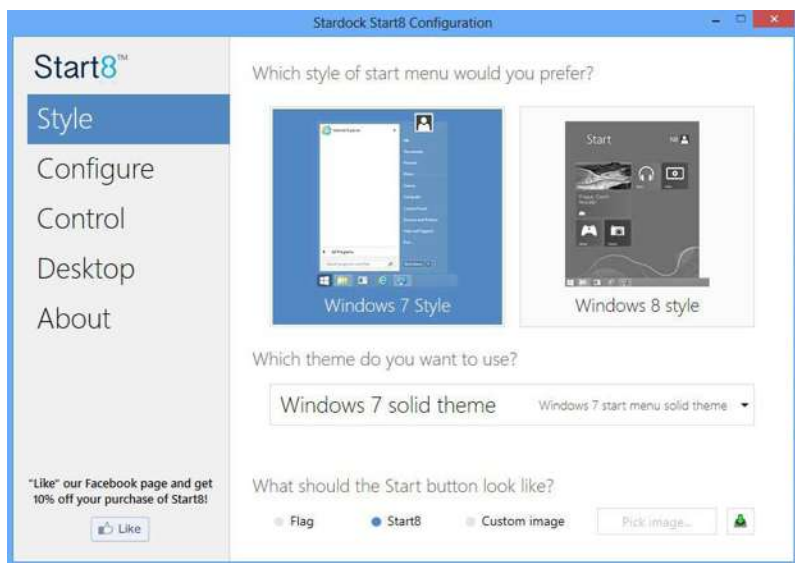 Stardock Start8 Configuration
Start8™
Style
Configure
Control
Desktop
About
"Like" our Facebook page and get
10% off your purchase of Start8!
Like
Which style of start menu would you prefer?
Windows 7 Style
Start
Windows 8 style
Which theme do you want to use?
Windows 7 solid theme
Windows 7 start menu solid theme
What should the Start button look like?
Flag
Start8
Custom image
Pick image...